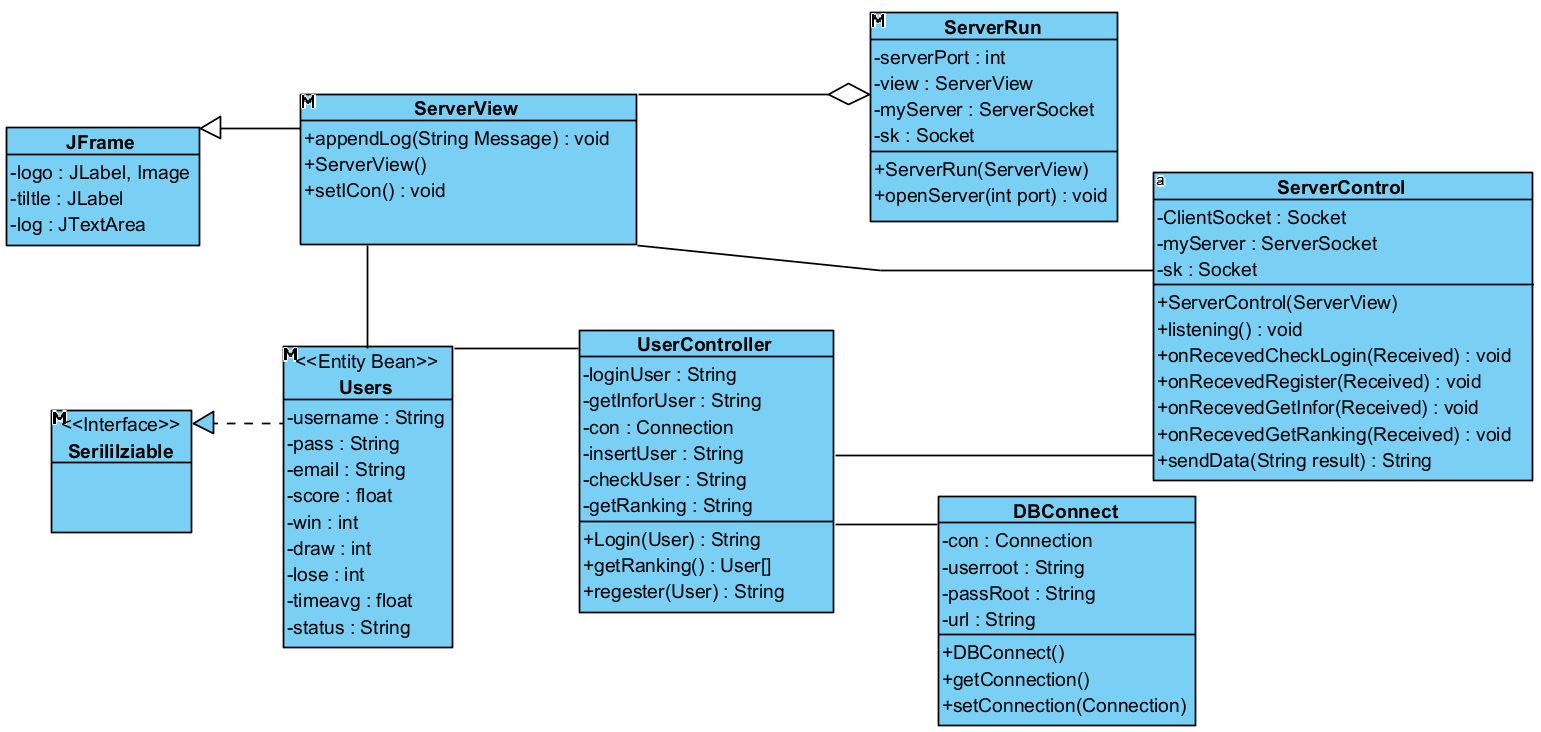 ServerRun
-serverPort : int
-view : ServerView
-myServer : ServerSocket
-sk : Socket
+ServerRun(ServerView)
+openServer(int port) : void
ServerView
+appendLog(String Message) : void
+ServerView()
+setICon() : void
JFrame
-logo : JLabel, Image
-tiltle : JLabel
-log : JTextArea
a
ServerControl
-ClientSocket : Socket
-myServer : ServerSocket
-sk : Socket
+ServerControl(ServerView)
+listening() : void
+onRecevedCheckLogin(Received) : void
+onRecevedRegister(Received) : void
+onRecevedGetInfor(Received) : void
+onRecevedGetRanking(Received) : void
+sendData(String result) : String
<<Entity Bean>>
Users
-username : String
-pass : String
-email : String
-score : float
-win : int
-draw : int
-lose : int
-timeavg : float
-status : String
UserController
-loginUser : String
-getInforUser : String
-con : Connection
-insertUser : String
-checkUser : String
-getRanking : String
+Login(User) : String
+getRanking() : User[]
+regester(User) : String
<<Interface>>
SerililIziable
DBConnect
-con : Connection
-userroot : String
-passRoot : String
-url : String
+DBConnect()
+getConnection()
+setConnection(Connection)